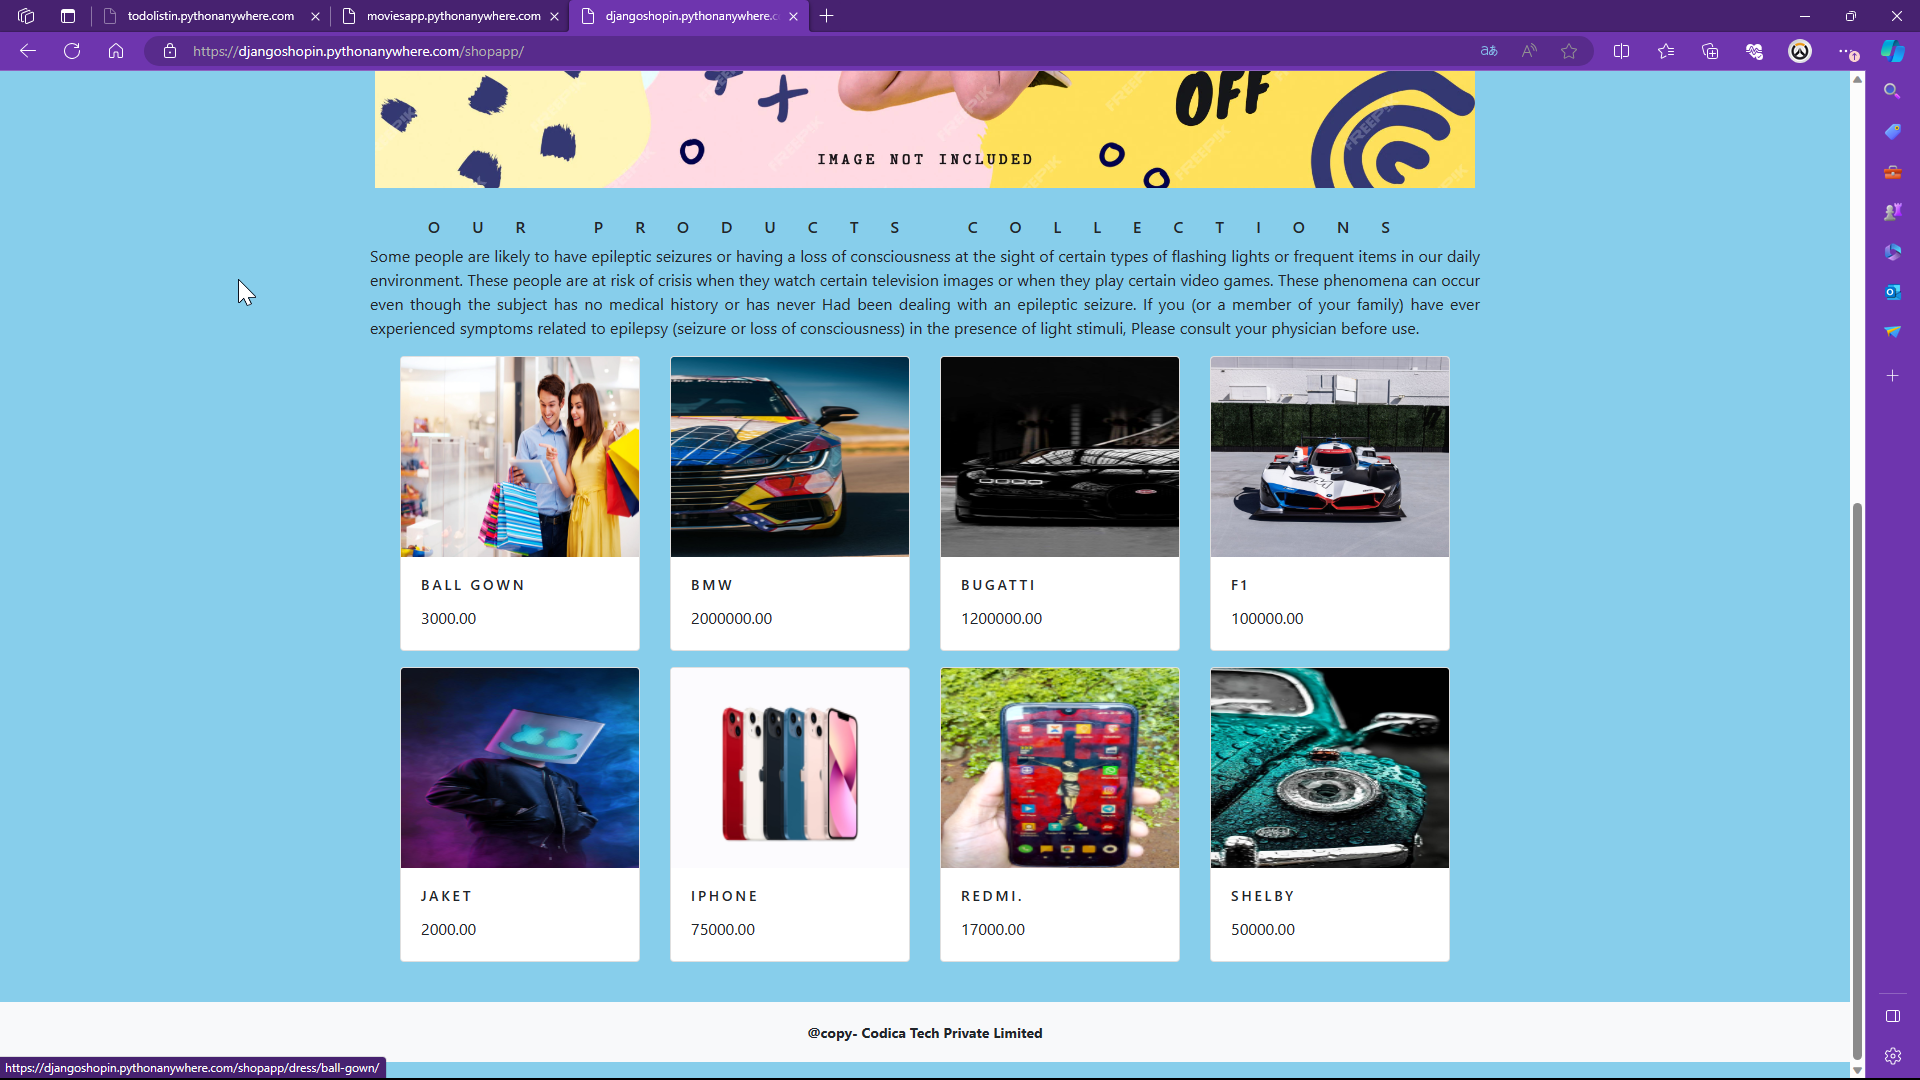 todolistin.pythonanywhere.com
moviesapp.pythonanywhere.com
djangoshopin.pythonanywhere.c
https://djangoshopin.pythonanywhere.com/shopapp/
OFF
IMAGE NOT INCLUDED
OUR PRODUCTS COLLECTIONS
Some people are likely to have epileptic seizures or having a loss of consciousness at the sight of certain types of flashing lights or frequent items in our daily
environment. These people are at risk of crisis when they watch certain television images or when they play certain video games. These phenomena can occur
even though the subject has no medical history or has never Had been dealing with an epileptic seizure. If you (or a member of your family) have ever
experienced symptoms related to epilepsy (seizure or loss of consciousness) in the presence of light stimuli, Please consult your physician before use.
BALL GOWN
3000.00
BMW
2000000.00
BUGATTI
1200000.00
F1
100000.00
JAKET
2000.00
IPHONE
75000.00
REDMI.
17000.00
SHELBY
50000.00
@copy- Codica Tech Private Limited
https://djangoshopin.pythonanywhere.com/shopapp/dress/ball-gown/